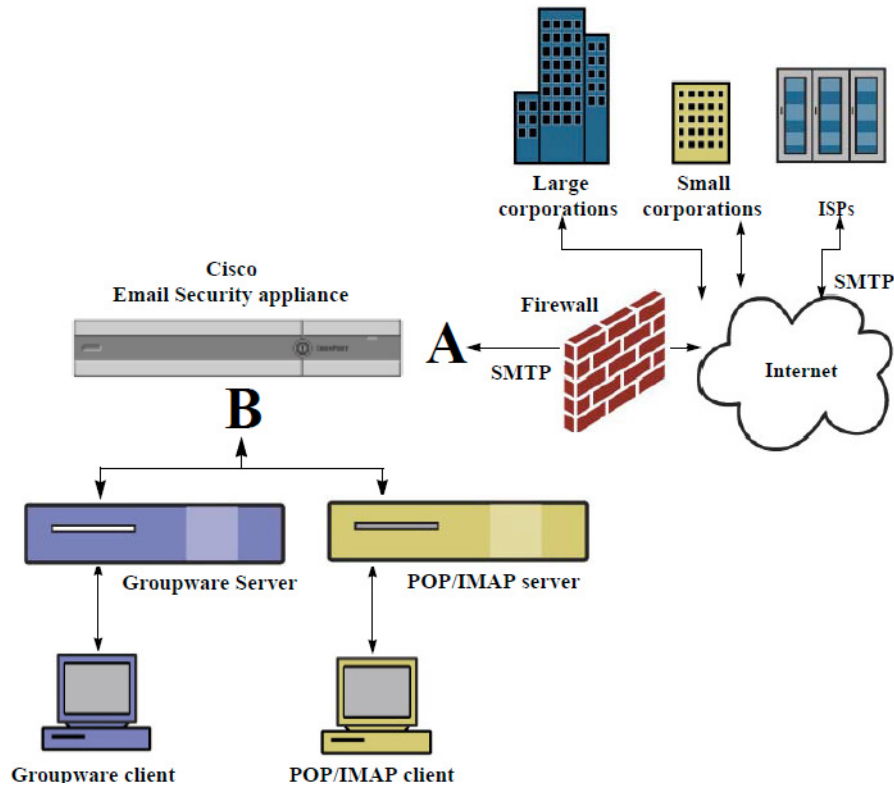 Large
corporations
Small
corporations
ISPs
SMTP
Cisco
Email Security appliance
Firewall
A
SMTP
Internet
IRONPORT
B
Groupware Server
POP/IMAP server
Groupware client
POP/IMAP client